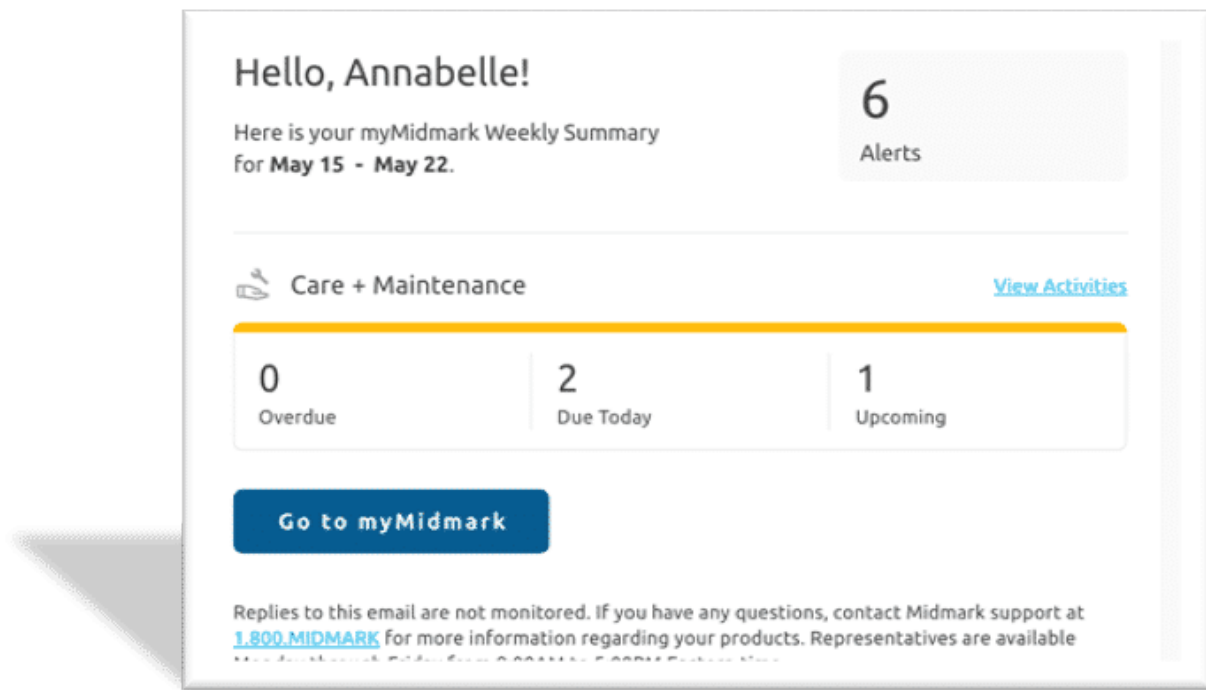 Hello, Annabelle!
6
Alerts
Here is your myMidmark Weekly Summary
for May 15 - May 22.
Care + Maintenance
View Activities
0
Overdue
2
Due Today
1
Upcoming
Go to myMidmark
Replies to this email are not monitored. If you have any questions, contact Midmark support at
1.800.MIDMARK for more information regarding your products. Representatives are available